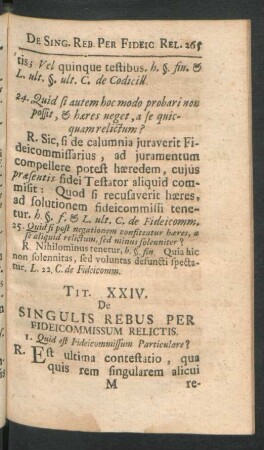 DE SING. REB. PER FIDEIC REL. 265
tis; Vel quinque testibus. h. §. fin. &
L. ult. §. ult. C. de Codicill.
24. Quid si autem hoc modo probari non
possit, & hæres neget, a se quic-
quam relictum?
R. Sic, si de calumnia juraverit Fi-
deicommissarius, ad juramentum
compellere potest hæredem, cujus
præsentis fidei Testator aliquid com-
misit: Quod si recusaverit hæres,
ad solutionem fideicommissi tene-
tur. h. §. f. & L. ult. C. de Fideicomm.
25. Quid si post negationem confiteatur hæres, a
se aliquid relictum, sed minus solenniter?
R. Nihilominus tenetur, h. §. fin. Quia hic
non solennitas, sed voluntas defuncti specta-
tur. L. 22. C. de Fideicomm.
TIT. XXIV.
De
SINGULIS REBUS PER
FIDEICOMMISSUM RELICTIS.
1. Quid est Fideicommissum Particulare?
R. Est ultima contestatio, qua
quis rem singularem alicui
M re-